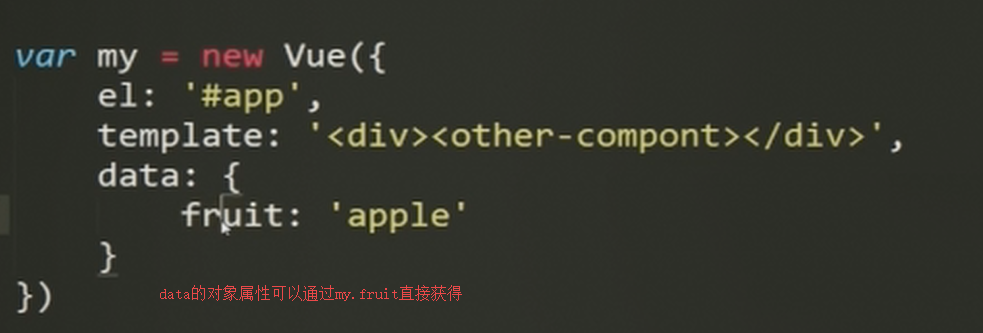 var my = new Vue({
el: '#app',
template: '<div><other-compont></div>',
data: {
fruit: 'apple'
}
data的对象属性可以通过my.fruit直接获得
})